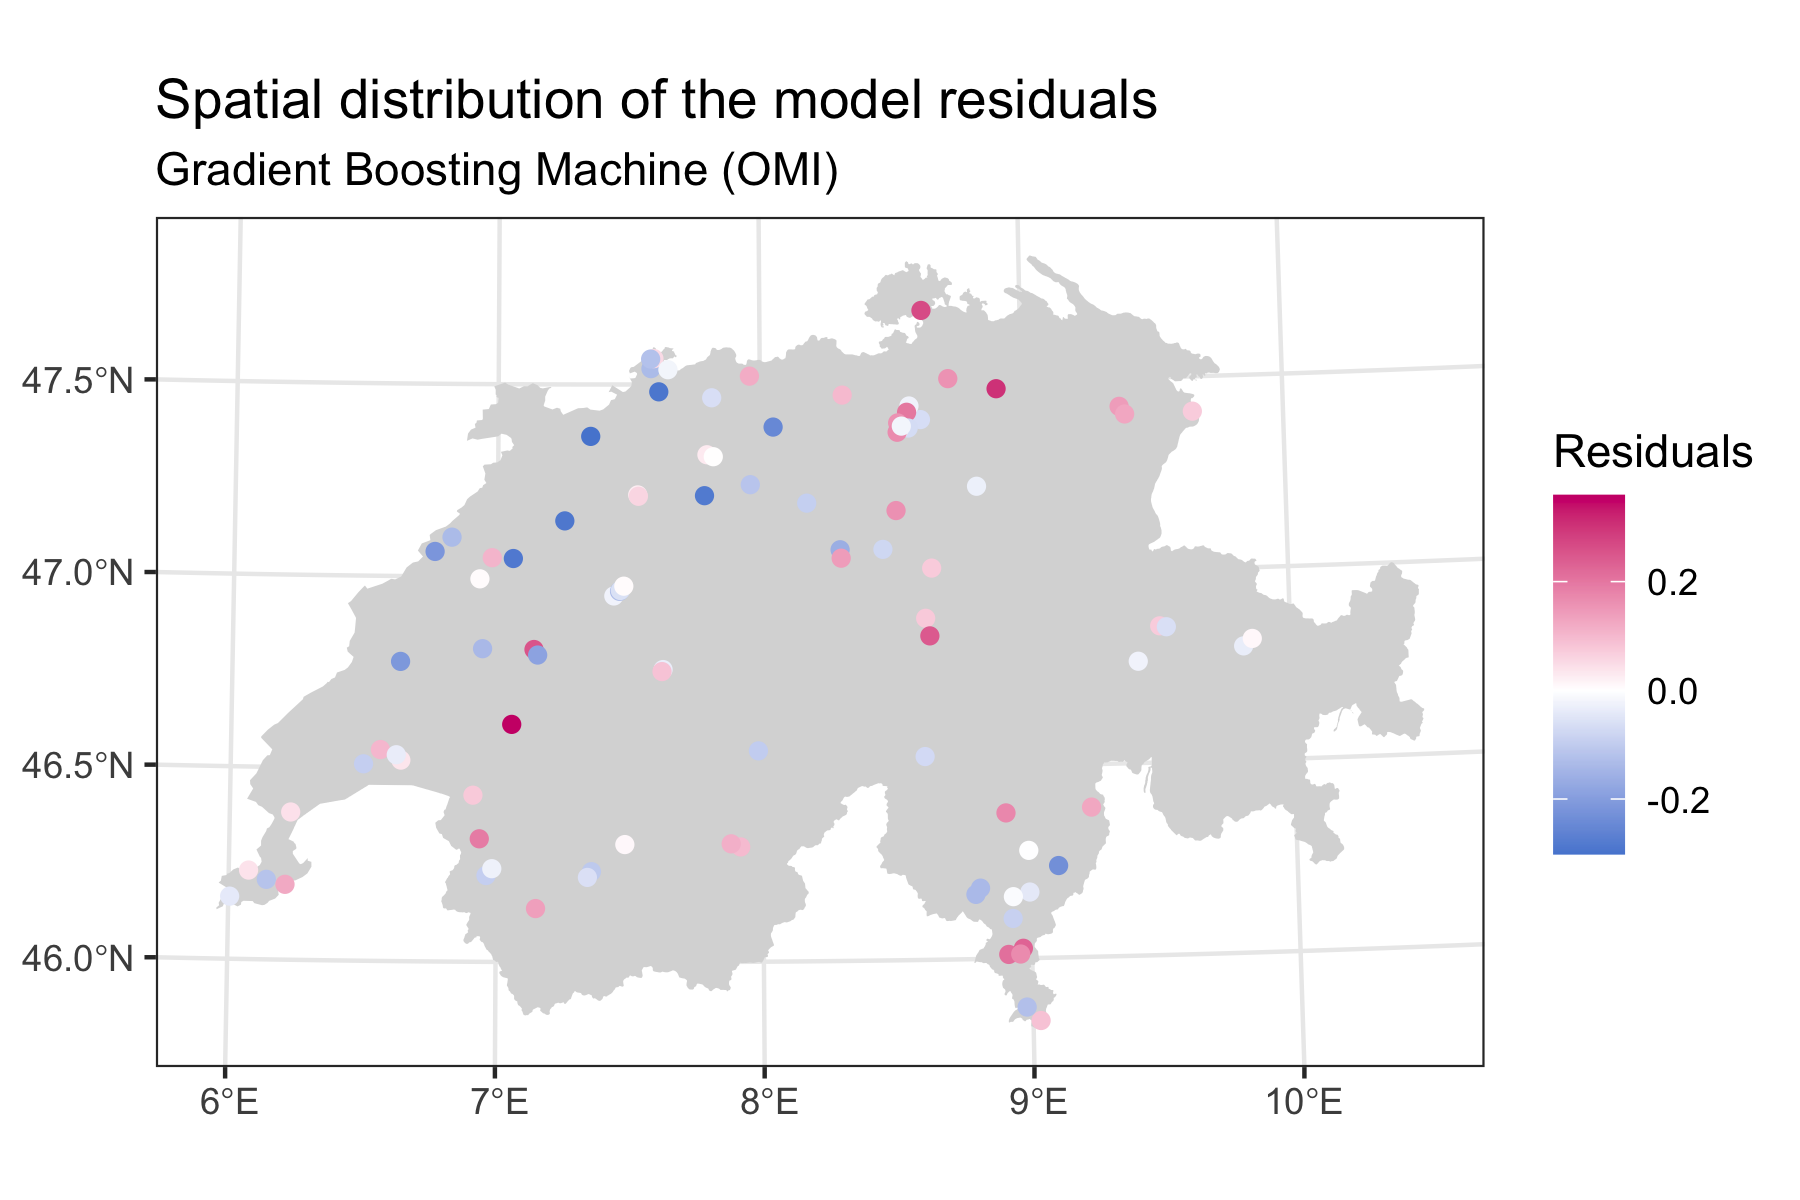 Spatial distribution of the model residuals
Gradient Boosting Machine (OMI)
47.5°N
47.0°N
46.5°N
46.0°N
6°E
7°E
8°E
9°E
10°E
Residuals
0.2
0.0
-0.2